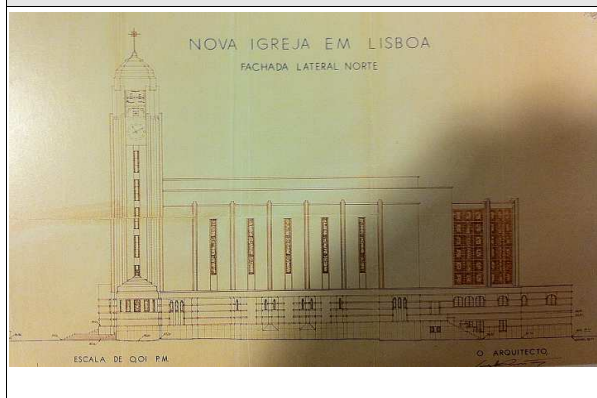 NOVA IGREJA EM LISBOA
FACHADA LATERAL NORTE
ESCALA DE 0,01 P.M.
O ARQUITECTO,